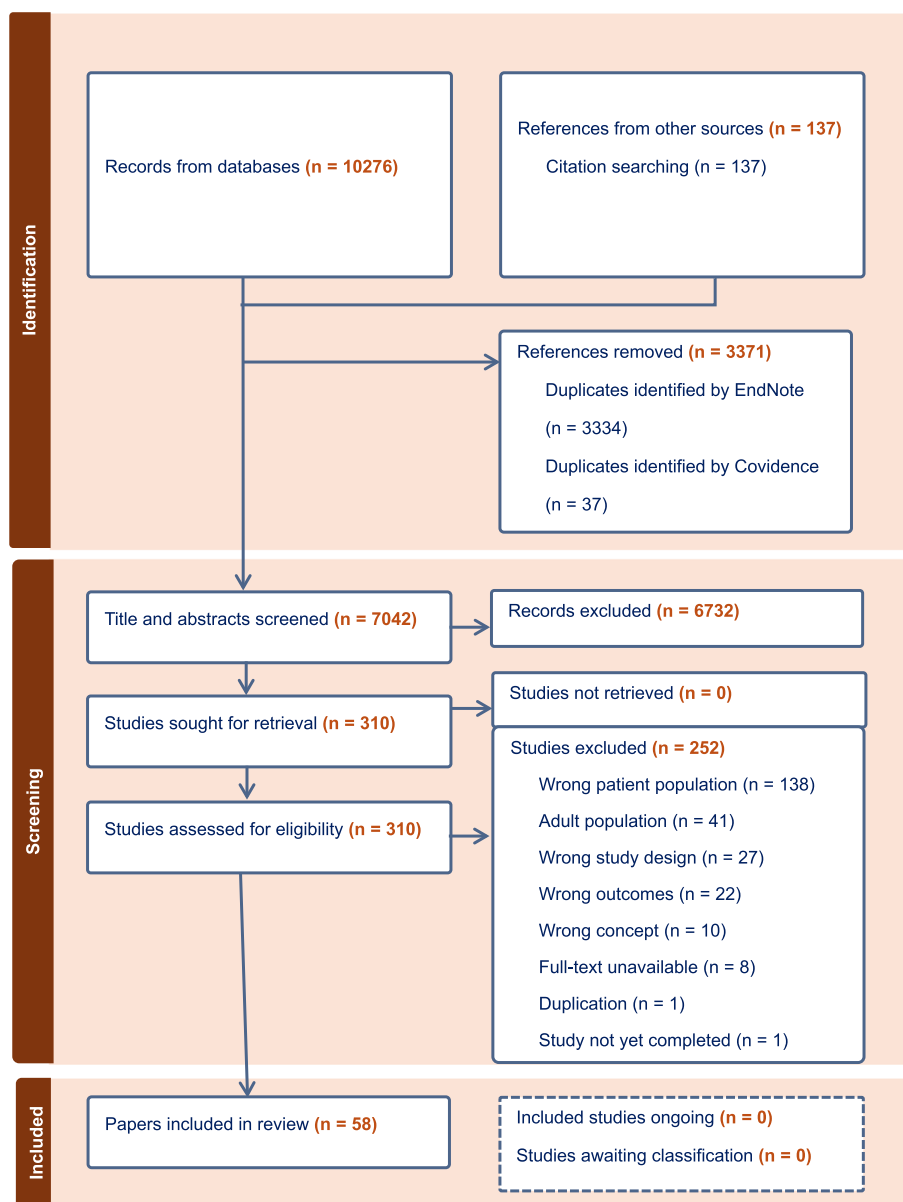 Identification
Records from databases (n = 10276)
References from other sources (n = 137)
Citation searching (n = 137)
References removed (n = 3371)
Duplicates identified by EndNote
(n = 3334)
Duplicates identified by Covidence
(n = 37)
Screening
Title and abstracts screened (n = 7042)
Records excluded (n = 6732)
Studies sought for retrieval (n = 310)
Studies not retrieved (n = 0)
Studies assessed for eligibility (n = 310)
Studies excluded (n = 252)
Wrong patient population (n = 138)
Adult population (n = 41)
Wrong study design (n = 27)
Wrong outcomes (n = 22)
Wrong concept (n = 10)
Full-text unavailable (n = 8)
Duplication (n = 1)
Study not yet completed (n = 1)
Included
Papers included in review (n = 58)
Included studies ongoing (n = 0)
Studies awaiting classification (n = 0)